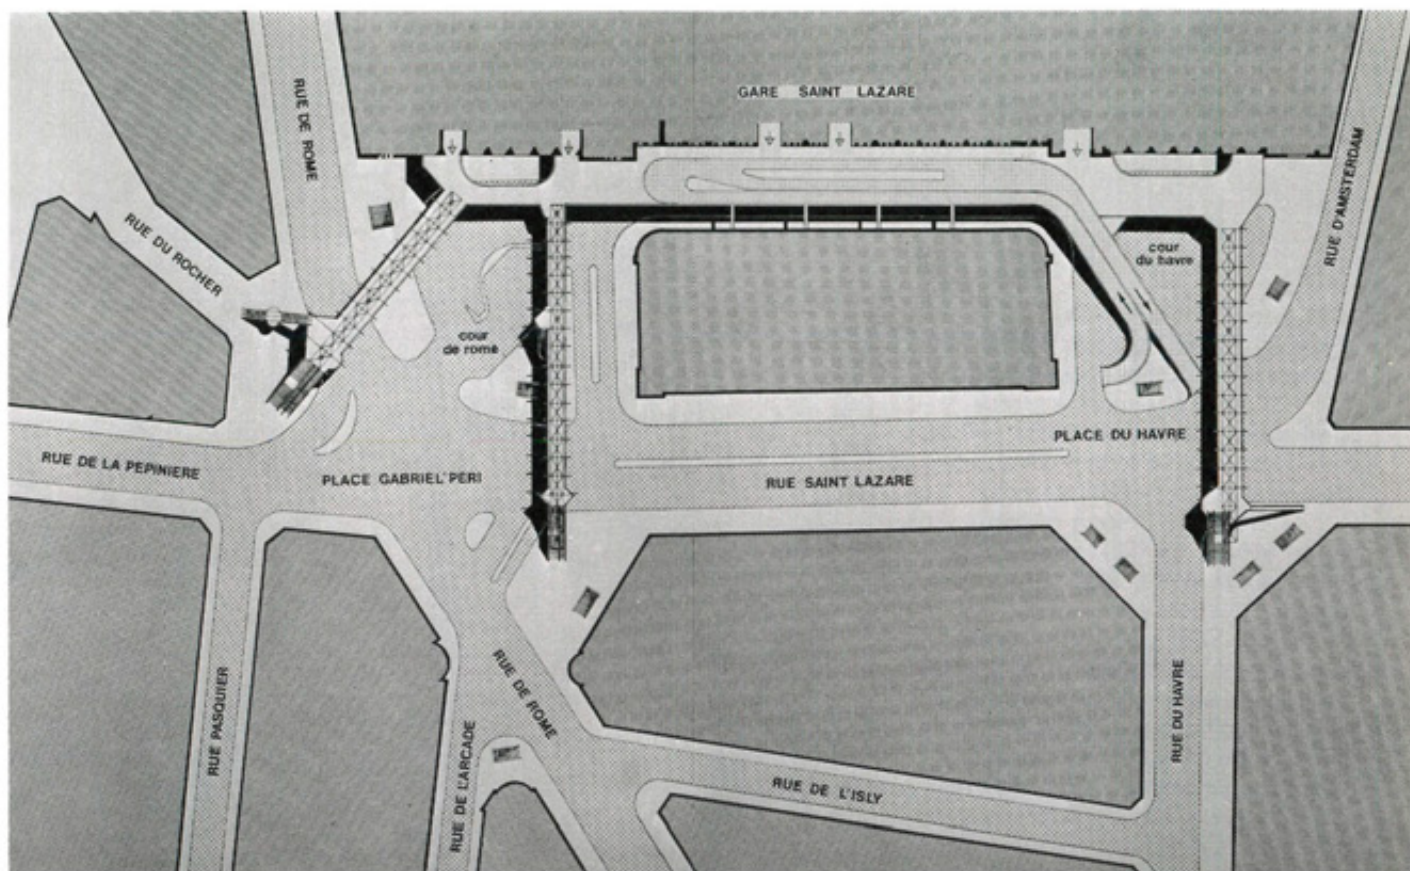 GARE SAINT LAZARE
RUE DE ROME
RUE D'AMSTERDAM
RUE DU ROCHER
cour
du havre
cour
de rome
PLACE DU HAVRE
RUE DE LA PEPINIERE
PLACE GABRIEL PERI
RUE SAINT LAZARE
RUE DE ROME
RUE PASQUIER
RUE DE L'ARCADE
RUE DU HAVRE
RUE DE L'ISLY